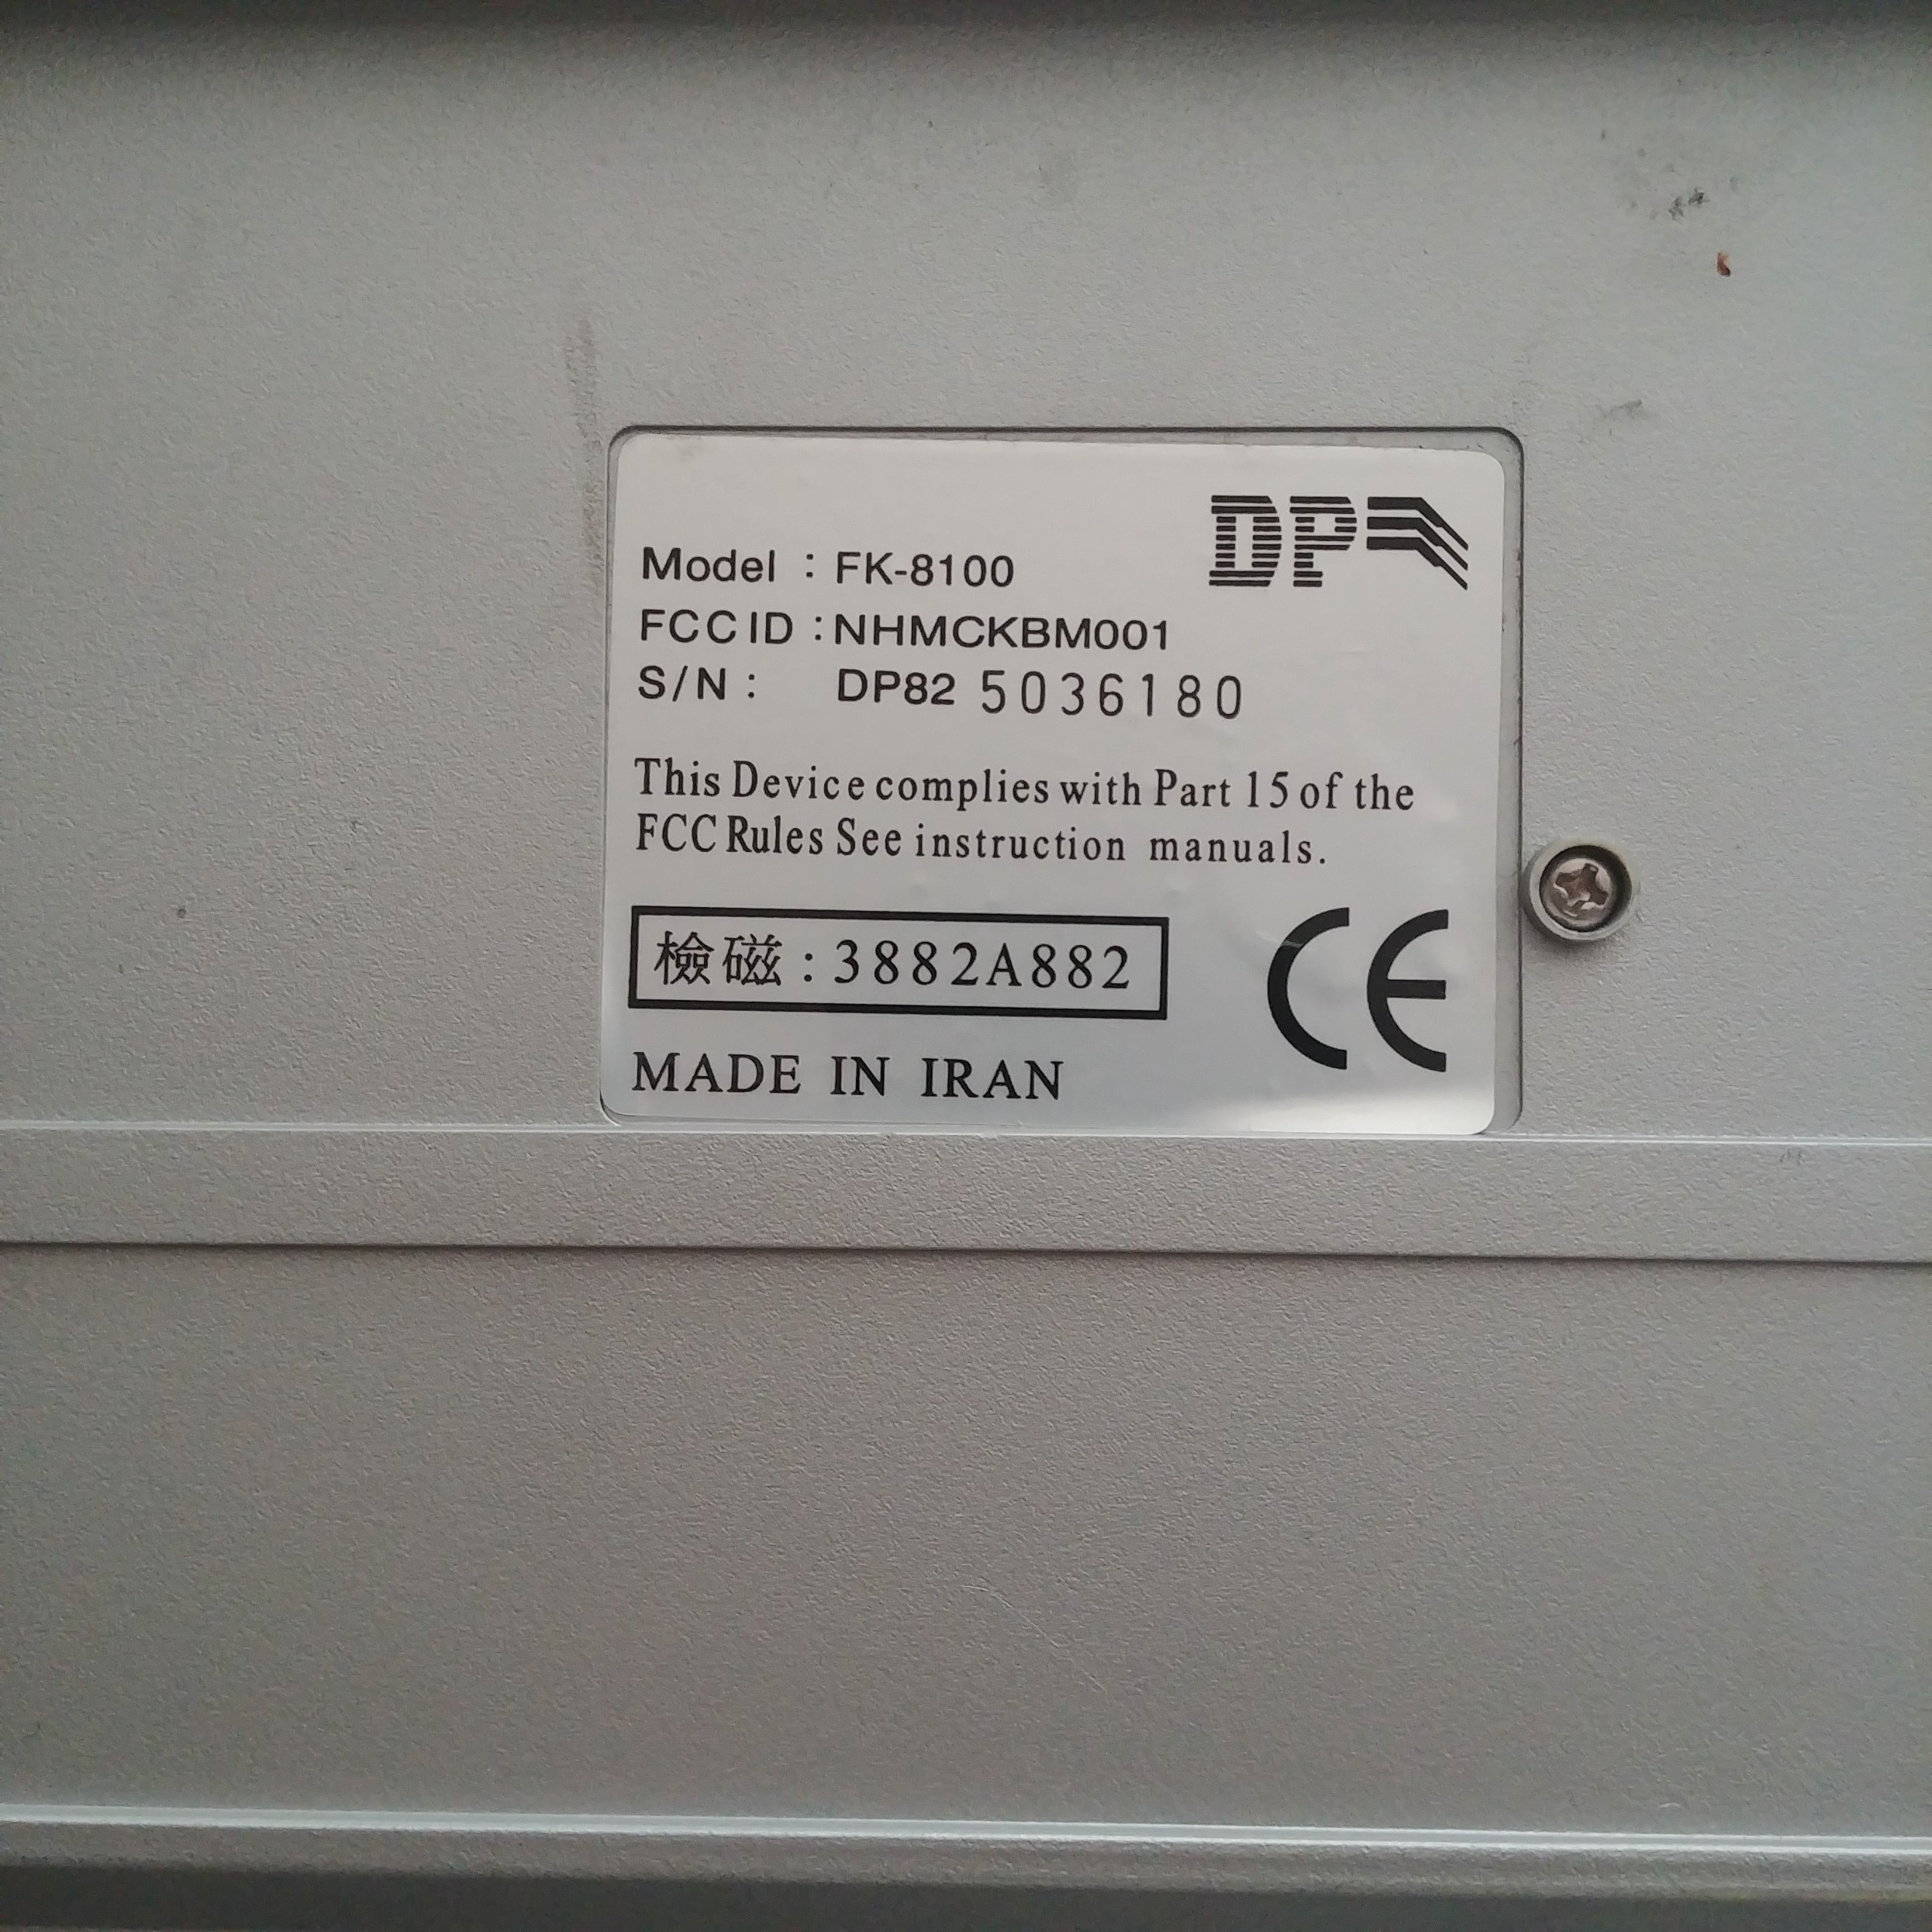 DP
Model : FK-8100
FCC ID : NHMCKBM001
S/N : DP82 5036180
This Device complies with Part 15 of the
FCC Rules See instruction manuals.
檢磁 : 3882A882
CE
MADE IN IRAN